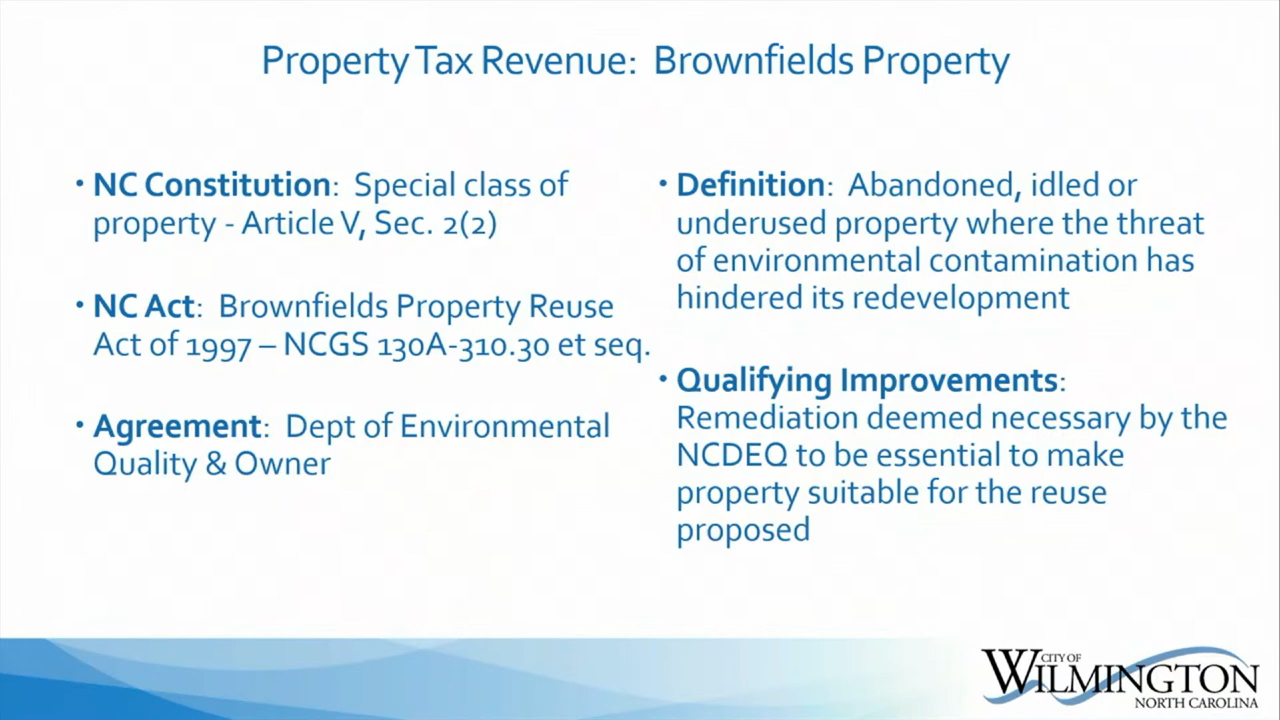 Property Tax Revenue: Brownfields Property
• NC Constitution: Special class of
property - Article V, Sec. 2(2)
• NC Act: Brownfields Property Reuse
Act of 1997 – NCGS 130A-310.30 et seq.
• Agreement: Dept of Environmental
Quality & Owner
• Definition: Abandoned, idled or
underused property where the threat
of environmental contamination has
hindered its redevelopment
• Qualifying Improvements:
Remediation deemed necessary by the
NCDEQ to be essential to make
property suitable for the reuse
proposed
CITY OF
WILMINGTON
NORTH CAROLINA